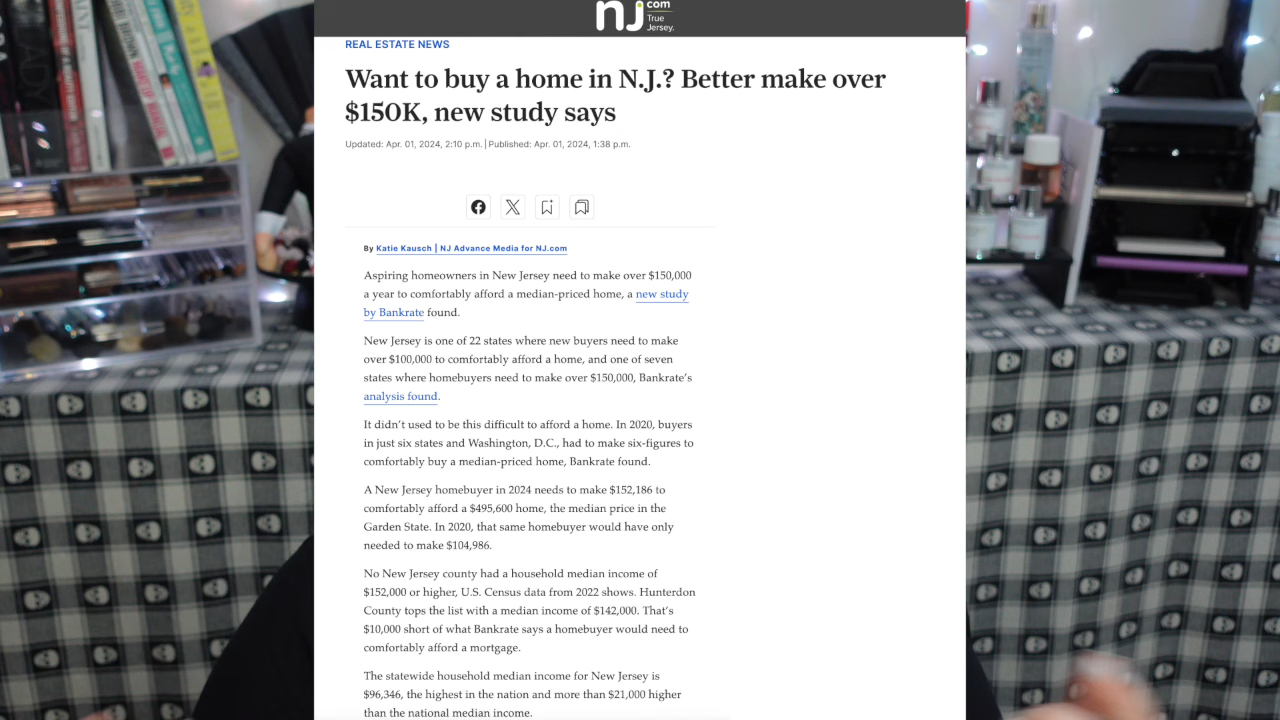 nj.com
True
Jersey.
REAL ESTATE NEWS
Want to buy a home in N.J.? Better make over
$150K, new study says
Updated: Apr. 01, 2024, 2:10 p.m. | Published: Apr. 01, 2024, 1:38 p.m.
By Katie Kausch | NJ Advance Media for NJ.com
Aspiring homeowners in New Jersey need to make over $150,000
a year to comfortably afford a median-priced home, a new study
by Bankrate found.
New Jersey is one of 22 states where new buyers need to make
over $100,000 to comfortably afford a home, and one of seven
states where homebuyers need to make over $150,000, Bankrate's
analysis found.
It didn't used to be this difficult to afford a home. In 2020, buyers
in just six states and Washington, D.C., had to make six-figures to
comfortably buy a median-priced home, Bankrate found.
A New Jersey homebuyer in 2024 needs to make $152,186 to
comfortably afford a $495,600 home, the median price in the
Garden State. In 2020, that same homebuyer would have only
needed to make $104,986.
No New Jersey county had a household median income of
$152,000 or higher, U.S. Census data from 2022 shows. Hunterdon
County tops the list with a median income of $142,000. That's
$10,000 short of what Bankrate says a homebuyer would need to
comfortably afford a mortgage.
The statewide household median income for New Jersey is
$96,346, the highest in the nation and more than $21,000 higher
than the national median income.